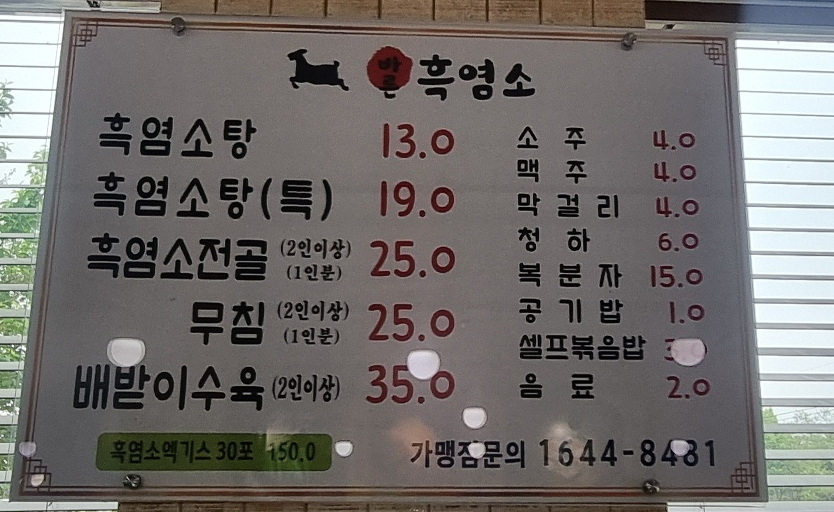 바른 흑염소
흑염소탕 13.0
흑염소탕(특) 19.0
흑염소전골 (2인이상) (1인분) 25.0
무침 (2인이상) (1인분) 25.0
배받이수육 (2인이상) 35.0
흑염소엑기스 30포 150.0
소주 4.0
맥주 4.0
막걸리 4.0
청하 6.0
복분자 15.0
공기밥 1.0
셀프볶음밥 3.0
음료 2.0
가맹점문의 1644-8481